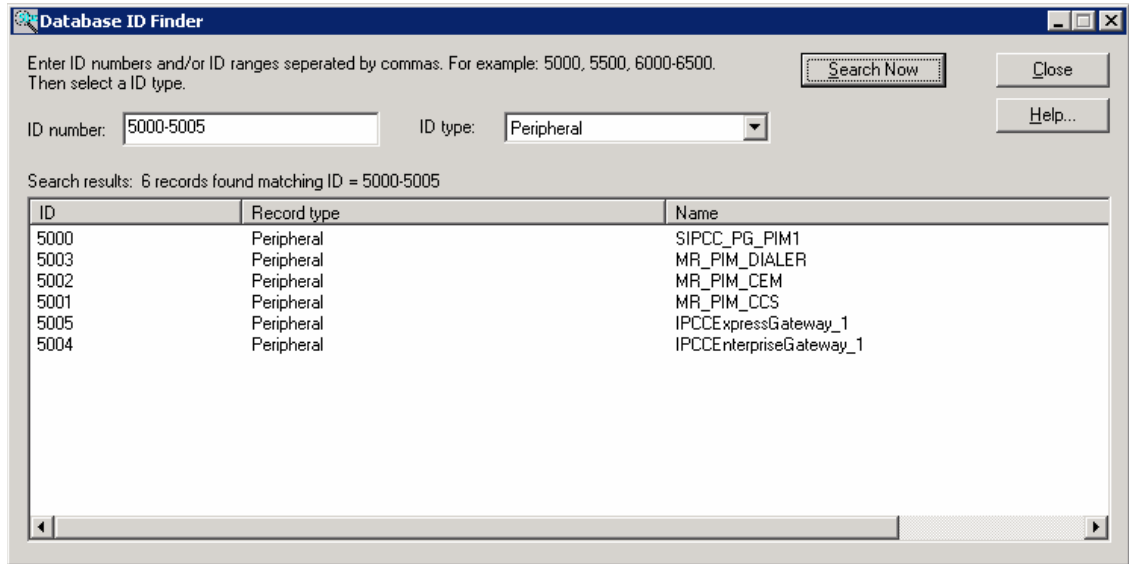 Database ID Finder
Enter ID numbers and/or ID ranges seperated by commas. For example: 5000, 5500, 6000-6500.
Then select a ID type.
Search Now
Close
Help...
ID number: 5000-5005 ID type: Peripheral
Search results: 6 records found matching ID = 5000-5005
ID Record type Name
5000 Peripheral SIPCC_PG_PIM1
5003 Peripheral MR_PIM_DIALER
5002 Peripheral MR_PIM_CEM
5001 Peripheral MR_PIM_CCS
5005 Peripheral IPCCExpressGateway_1
5004 Peripheral IPCCEnterpriseGateway_1